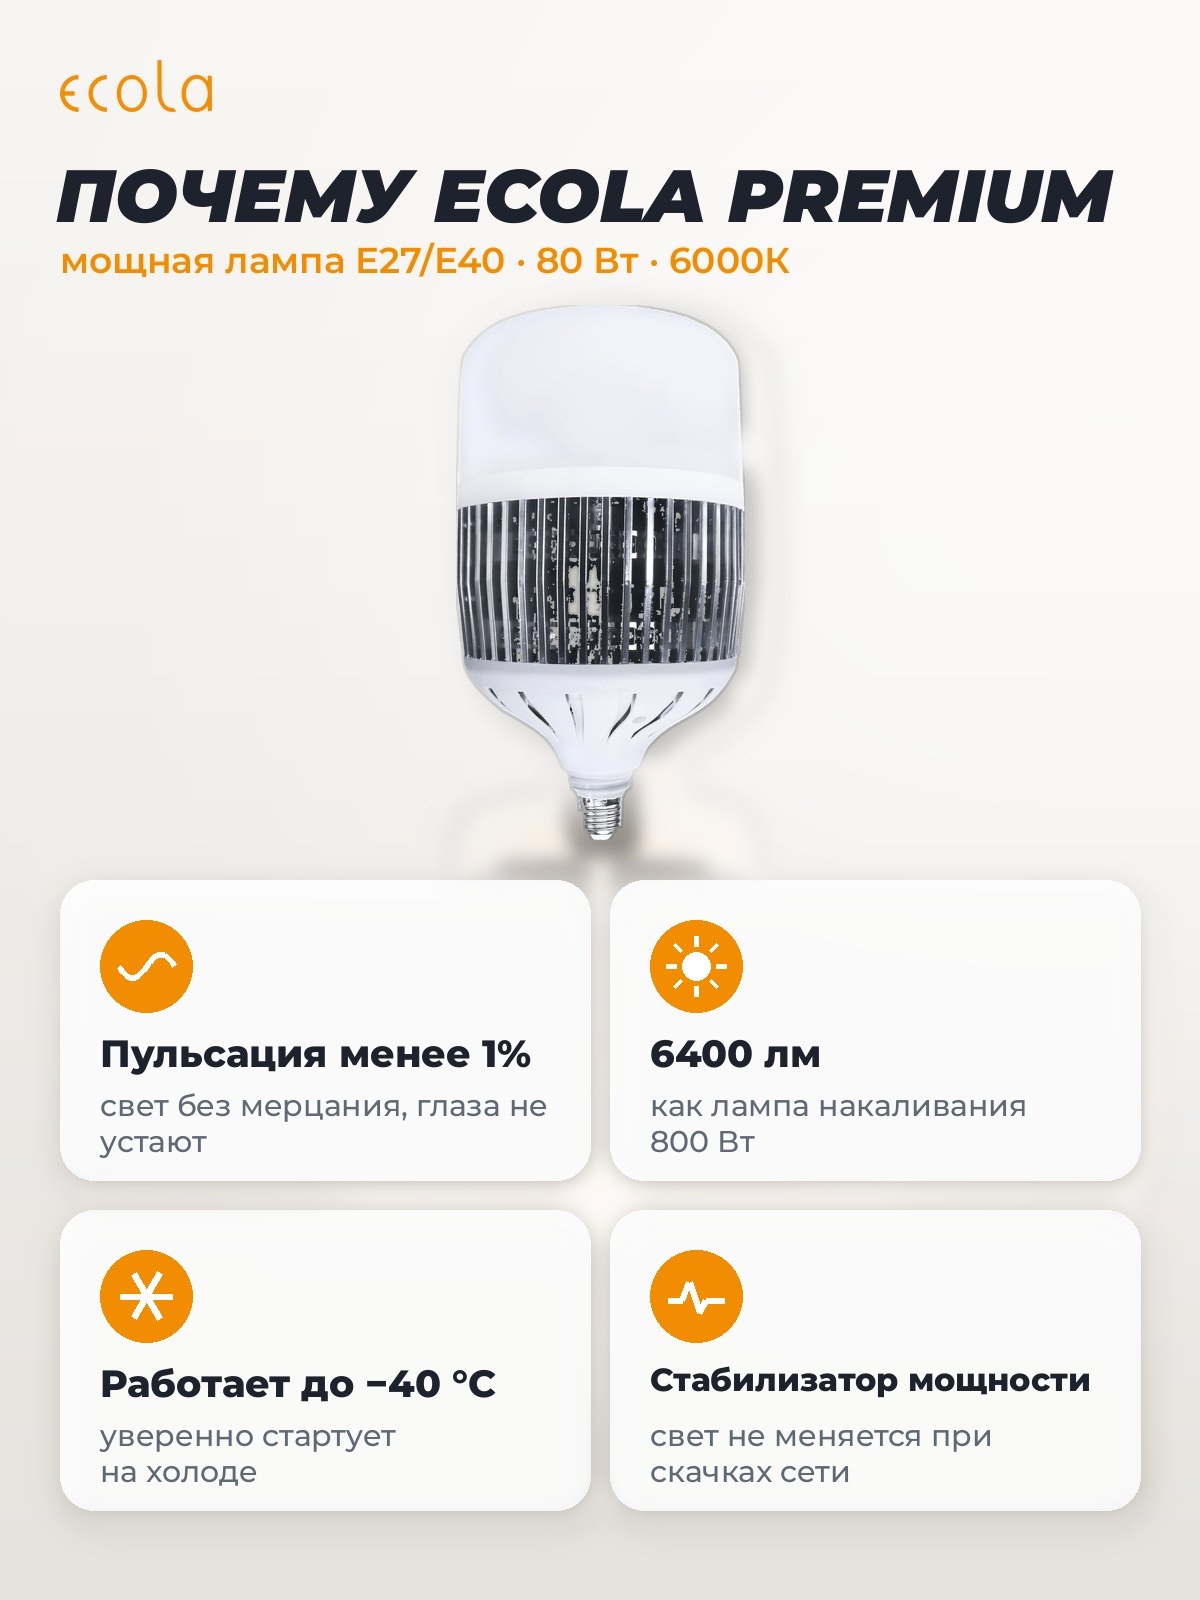 ecola
ПОЧЕМУ ECOLA PREMIUM
мощная лампа E27/E40 · 80 Вт · 6000К
Пульсация менее 1%
свет без мерцания, глаза не
устают
6400 лм
как лампа накаливания
800 Вт
Работает до −40 °C
уверенно стартует
на холоде
Стабилизатор мощности
свет не меняется при
скачках сети